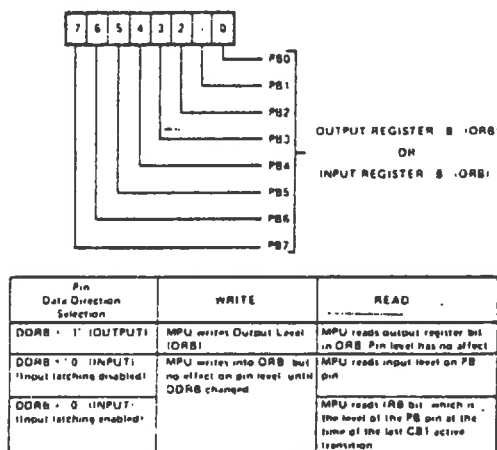 7 6 5 4 3 2 . 0
PB0
PB1
PB2
PB3
PB4
PB5
PB6
PB7
OUTPUT REGISTER B (ORB)
OR
INPUT REGISTER B (ORB)
Pin
Data Direction
Selection
WRITE
READ
DDRB = 1" (OUTPUT)
MPU writes Output Level
(ORB)
MPU reads output register bit
in ORB Pin level has no affect
DDRB = 0 (INPUT)
(Input latching disabled)
MPU writes into ORB but
no effect on pin level until
DDRB changed
MPU reads input level on PB
pin
DDRB = 0 (INPUT)
(Input latching enabled)
MPU reads IRB bit which is
the level of the PB pin at the
time of the last CB1 active
transition